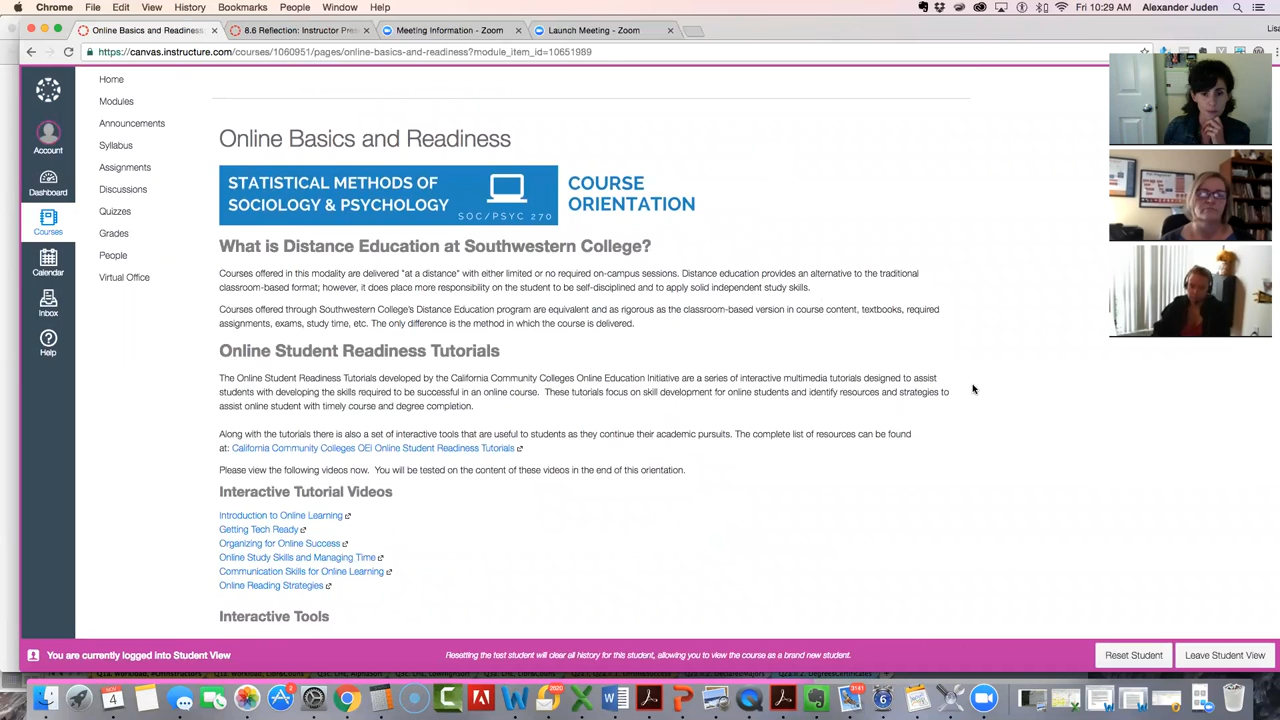 Chrome File Edit View History Bookmarks People Window Help Fri 10:29 AM Alexander Juden
Online Basics and Readiness 8.6 Reflection: Instructor Pres Meeting Information - Zoom Launch Meeting - Zoom Lisa
https://canvas.instructure.com/courses/1060951/pages/online-basics-and-readiness?module_item_id=10651989
Account
Dashboard
Courses
Calendar
Inbox
Help
Home
Modules
Announcements
Syllabus
Assignments
Discussions
Quizzes
Grades
People
Virtual Office
Online Basics and Readiness
STATISTICAL METHODS OF
SOCIOLOGY & PSYCHOLOGY
SOC/PSYC 270
COURSE
ORIENTATION
What is Distance Education at Southwestern College?
Courses offered in this modality are delivered "at a distance" with either limited or no required on-campus sessions. Distance education provides an alternative to the traditional
classroom-based format; however, it does place more responsibility on the student to be self-disciplined and to apply solid independent study skills.
Courses offered through Southwestern College's Distance Education program are equivalent and as rigorous as the classroom-based version in course content, textbooks, required
assignments, exams, study time, etc. The only difference is the method in which the course is delivered.
Online Student Readiness Tutorials
The Online Student Readiness Tutorials developed by the California Community Colleges Online Education Initiative are a series of interactive multimedia tutorials designed to assist
students with developing the skills required to be successful in an online course. These tutorials focus on skill development for online students and identify resources and strategies to
assist online student with timely course and degree completion.
Along with the tutorials there is also a set of interactive tools that are useful to students as they continue their academic pursuits. The complete list of resources can be found
at: California Community Colleges OEI Online Student Readiness Tutorials
Please view the following videos now. You will be tested on the content of these videos in the end of this orientation.
Interactive Tutorial Videos
Introduction to Online Learning
Getting Tech Ready
Organizing for Online Success
Online Study Skills and Managing Time
Communication Skills for Online Learning
Online Reading Strategies
Interactive Tools
You are currently logged into Student View
Resetting the test student will clear all history for this student, allowing you to view the course as a brand new student.
Reset Student
Leave Student View
NOV
4
2620
3141